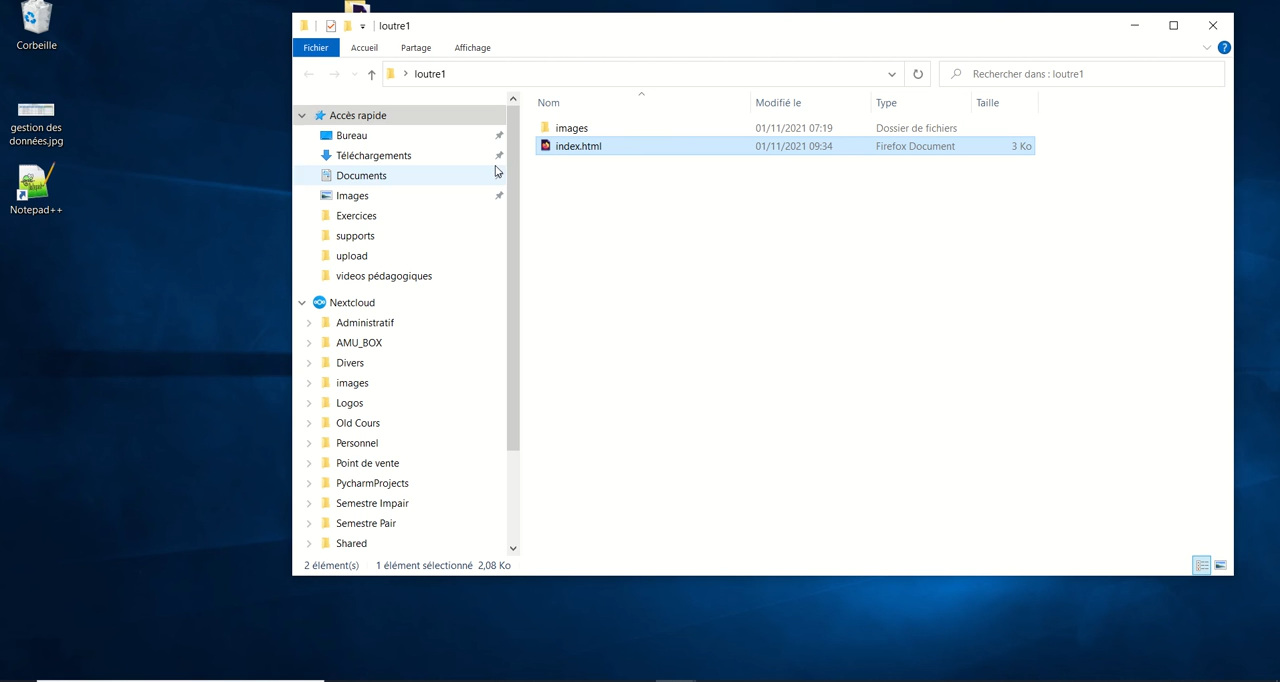 Corbeille
gestion des
données.jpg
Notepad++
loutre1
Fichier Accueil Partage Affichage
loutre1
Rechercher dans : loutre1
Accès rapide
Bureau
Téléchargements
Documents
Images
Exercices
supports
upload
videos pédagogiques
Nextcloud
Administratif
AMU_BOX
Divers
images
Logos
Old Cours
Personnel
Point de vente
PycharmProjects
Semestre Impair
Semestre Pair
Shared
Nom Modifié le Type Taille
images 01/11/2021 07:19 Dossier de fichiers
index.html 01/11/2021 09:34 Firefox Document 3 Ko
2 élément(s) 1 élément sélectionné 2,08 Ko